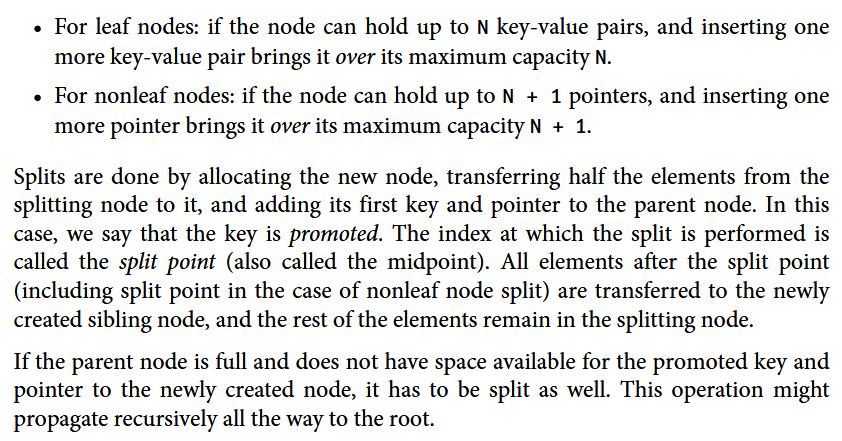 • For leaf nodes: if the node can hold up to N key-value pairs, and inserting one
more key-value pair brings it over its maximum capacity N.
• For nonleaf nodes: if the node can hold up to N + 1 pointers, and inserting one
more pointer brings it over its maximum capacity N + 1.
Splits are done by allocating the new node, transferring half the elements from the
splitting node to it, and adding its first key and pointer to the parent node. In this
case, we say that the key is promoted. The index at which the split is performed is
called the split point (also called the midpoint). All elements after the split point
(including split point in the case of nonleaf node split) are transferred to the newly
created sibling node, and the rest of the elements remain in the splitting node.
If the parent node is full and does not have space available for the promoted key and
pointer to the newly created node, it has to be split as well. This operation might
propagate recursively all the way to the root.